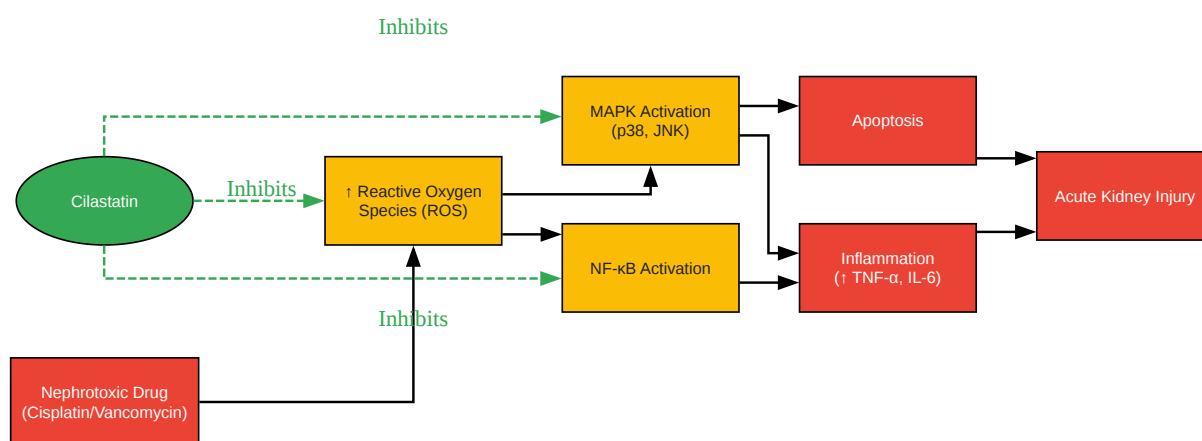 Inhibits
MAPK Activation
(p38, JNK)
Apoptosis
Cilastatin
Inhibits
↑ Reactive Oxygen
Species (ROS)
Acute Kidney Injury
NF-κB Activation
Inflammation
(↑ TNF-α, IL-6)
Inhibits
Nephrotoxic Drug
(Cisplatin/Vancomycin)